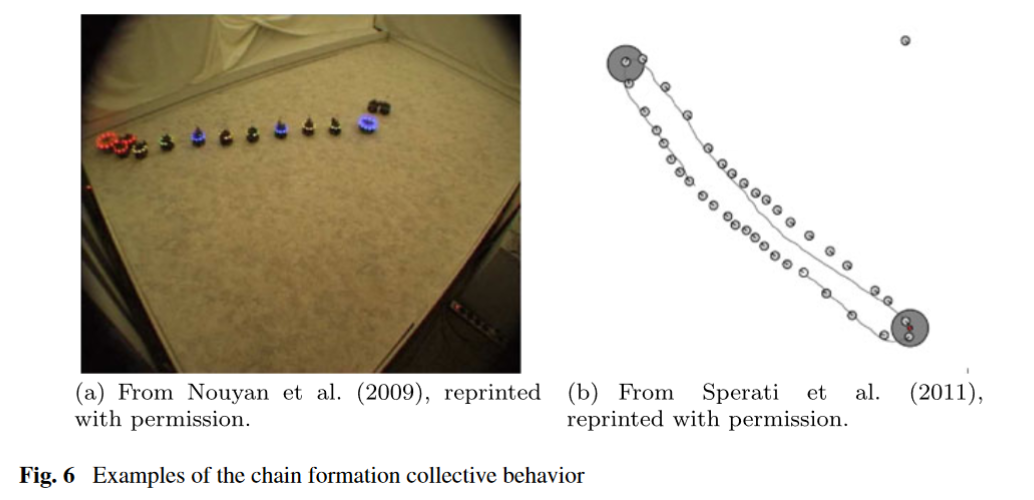 (a) From Nouyan et al. (2009), reprinted
with permission.
(b) From Sperati et al. (2011),
reprinted with permission.
Fig. 6 Examples of the chain formation collective behavior